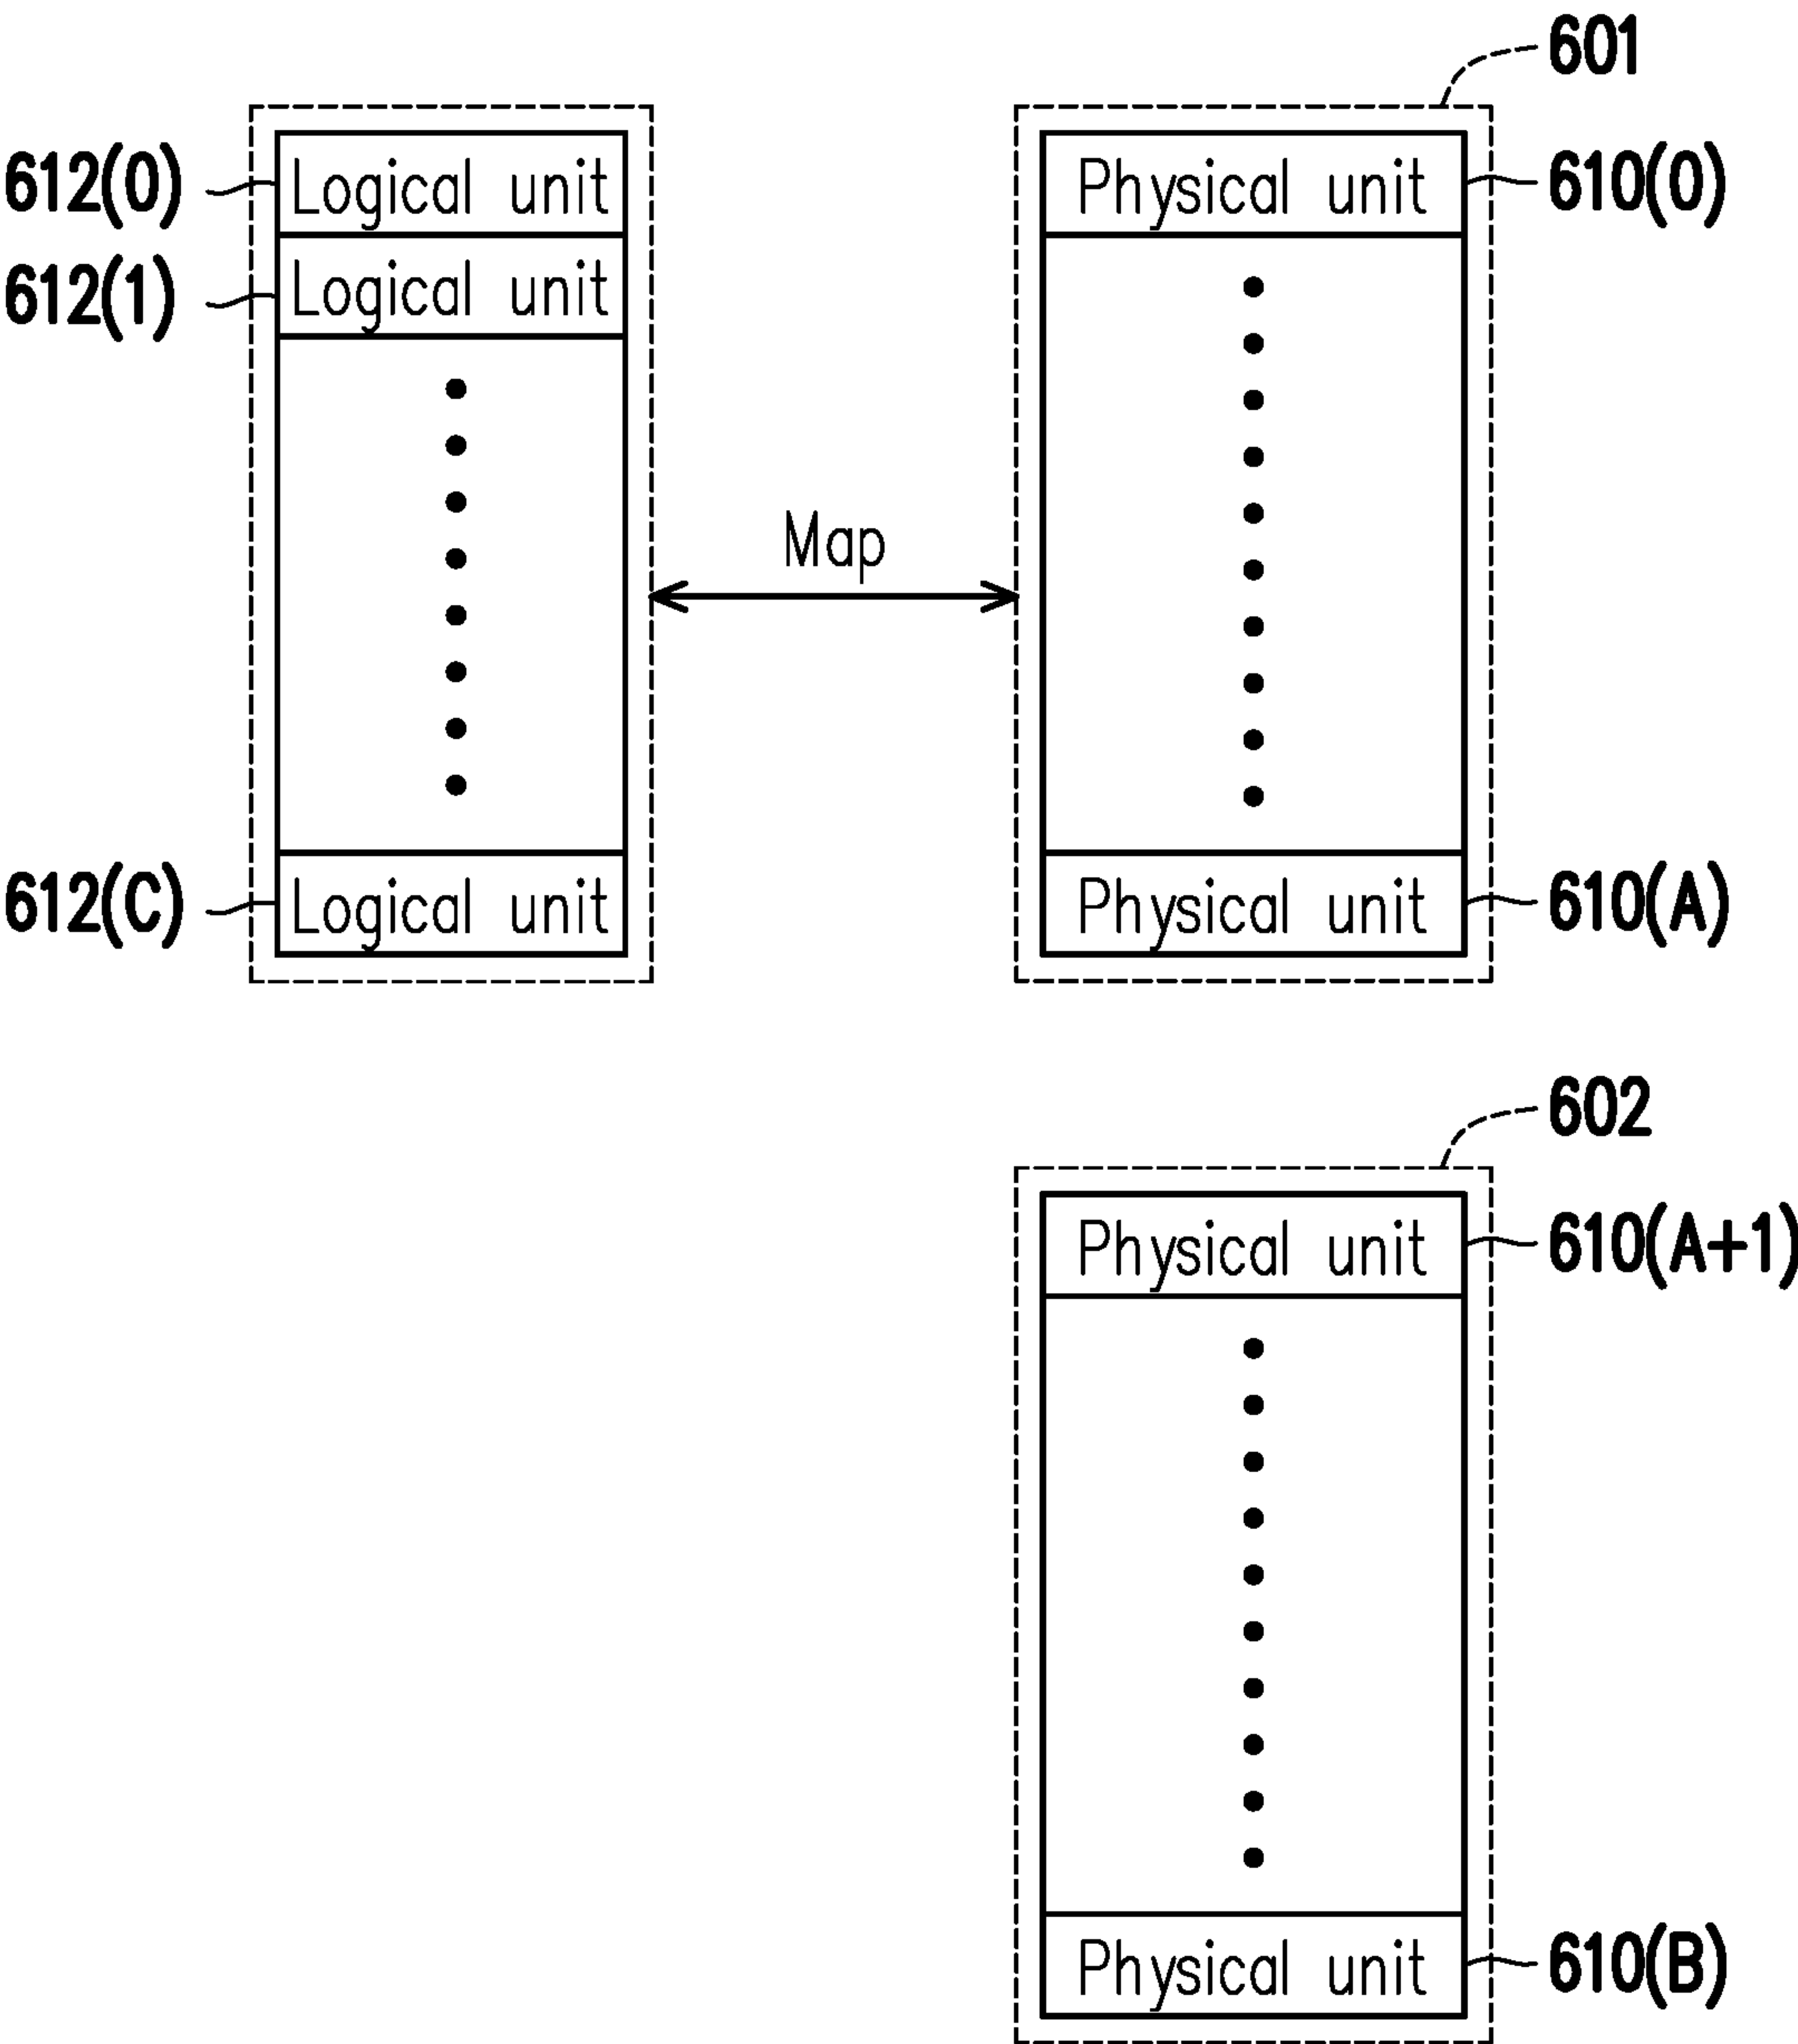 601
612(0) Logical unit Physical unit 610(0)
612(1) Logical unit
Map
612(C) Logical unit Physical unit 610(A)
602
Physical unit 610(A+1)
Physical unit 610(B)